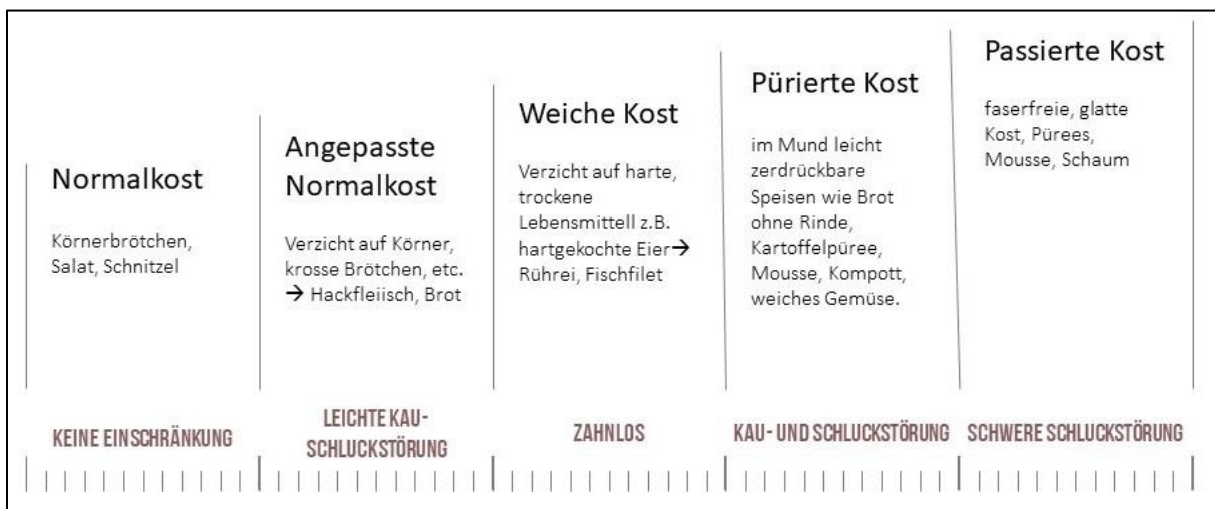 Normalkost
Körnerbrötchen,
Salat, Schnitzel
KEINE EINSCHRÄNKUNG
Angepasste
Normalkost
Verzicht auf Körner,
krosse Brötchen, etc.
→ Hackfleiisch, Brot
LEICHTE KAU-
SCHLUCKSTÖRUNG
Weiche Kost
Verzicht auf harte,
trockene
Lebensmittell z.B.
hartgekochte Eier→
Rührei, Fischfilet
ZAHNLOS
Pürierte Kost
im Mund leicht
zerdrückbare
Speisen wie Brot
ohne Rinde,
Kartoffelpüree,
Mousse, Kompott,
weiches Gemüse.
KAU- UND SCHLUCKSTÖRUNG
Passierte Kost
faserfreie, glatte
Kost, Pürees,
Mousse, Schaum
SCHWERE SCHLUCKSTÖRUNG